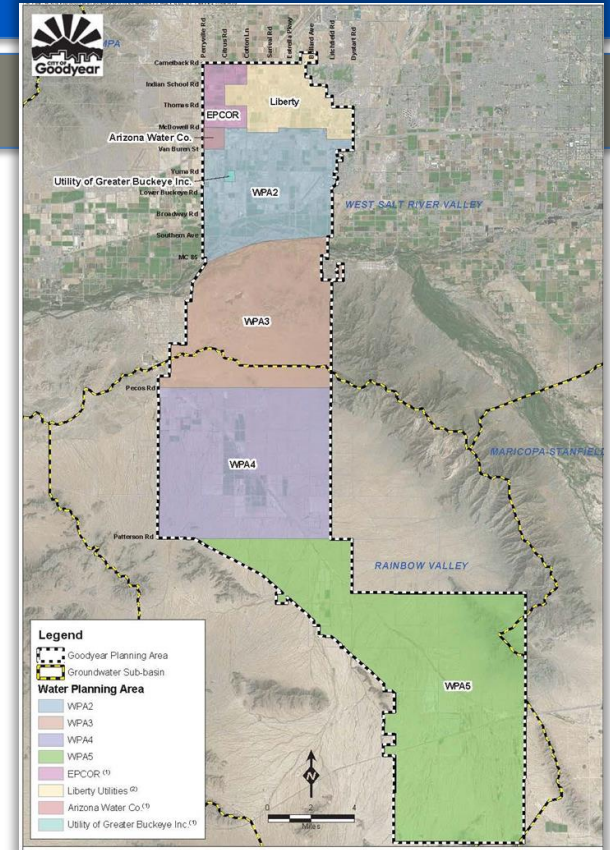 CITY OF
Goodyear
MPA
Perryville Rd
Citrus Rd
Cotton Ln
Sarival Rd
Estrella Pkwy
Bullard Ave
Litchfield Rd
Dysart Rd
Camelback Rd
Indian School Rd
Thomas Rd
McDowell Rd
Van Buren St
Yuma Rd
Lower Buckeye Rd
Broadway Rd
Southern Ave
MC 85
Pecos Rd
Patterson Rd
Liberty
EPCOR
Arizona Water Co.
Utility of Greater Buckeye Inc.
WPA2
WEST SALT RIVER VALLEY
WPA3
MARICOPA-STANFIELD
WPA4
RAINBOW VALLEY
WPA5
Legend
Goodyear Planning Area
Groundwater Sub-basin
Water Planning Area
WPA2
WPA3
WPA4
WPA5
EPCOR (1)
Liberty Utilities (2)
Arizona Water Co.(1)
Utility of Greater Buckeye Inc.(1)
N
0 2 4
Miles